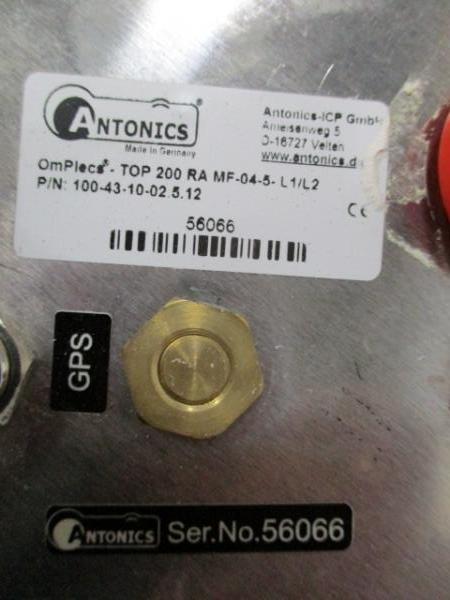 ANTONICS®
Made in Germany
Antonics-ICP GmbH
Ameisenweg 5
D-16727 Velten
www.antonics.d
OmPlecs®- TOP 200 RA MF-04-5- L1/L2
P/N: 100-43-10-02.5.12
CE
56066
GPS
ANTONICS Ser.No.56066